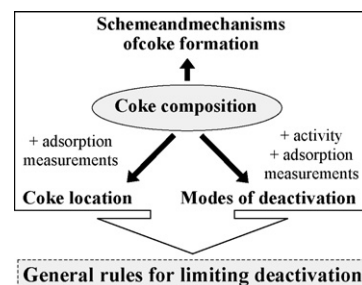 Schemeandmechanisms
ofcoke formation
Coke composition
+ adsorption
measurements
+ activity
+ adsorption
measurements
Coke location
Modes of deactivation
General rules for limiting deactivation